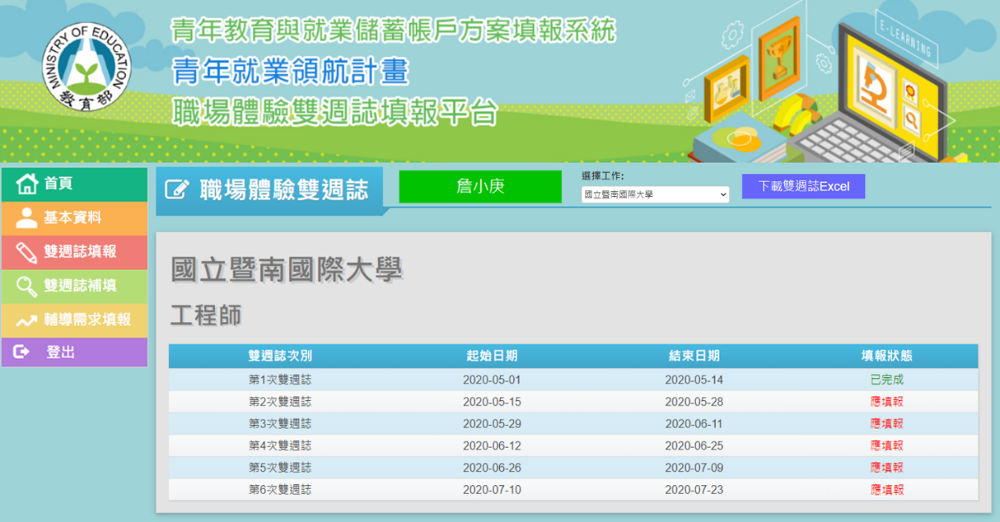 MINISTRY OF EDUCATION
教育部
青年教育與就業儲蓄帳戶方案填報系統
青年就業領航計畫
職場體驗雙週誌填報平台
E-LEARNING
首頁
基本資料
雙週誌填報
雙週誌補填
輔導需求填報
登出
職場體驗雙週誌
詹小庚
選擇工作:
國立暨南國際大學
下載雙週誌Excel
國立暨南國際大學
工程師
雙週誌次別 起始日期 結束日期 填報狀態
第1次雙週誌 2020-05-01 2020-05-14 已完成
第2次雙週誌 2020-05-15 2020-05-28 應填報
第3次雙週誌 2020-05-29 2020-06-11 應填報
第4次雙週誌 2020-06-12 2020-06-25 應填報
第5次雙週誌 2020-06-26 2020-07-09 應填報
第6次雙週誌 2020-07-10 2020-07-23 應填報